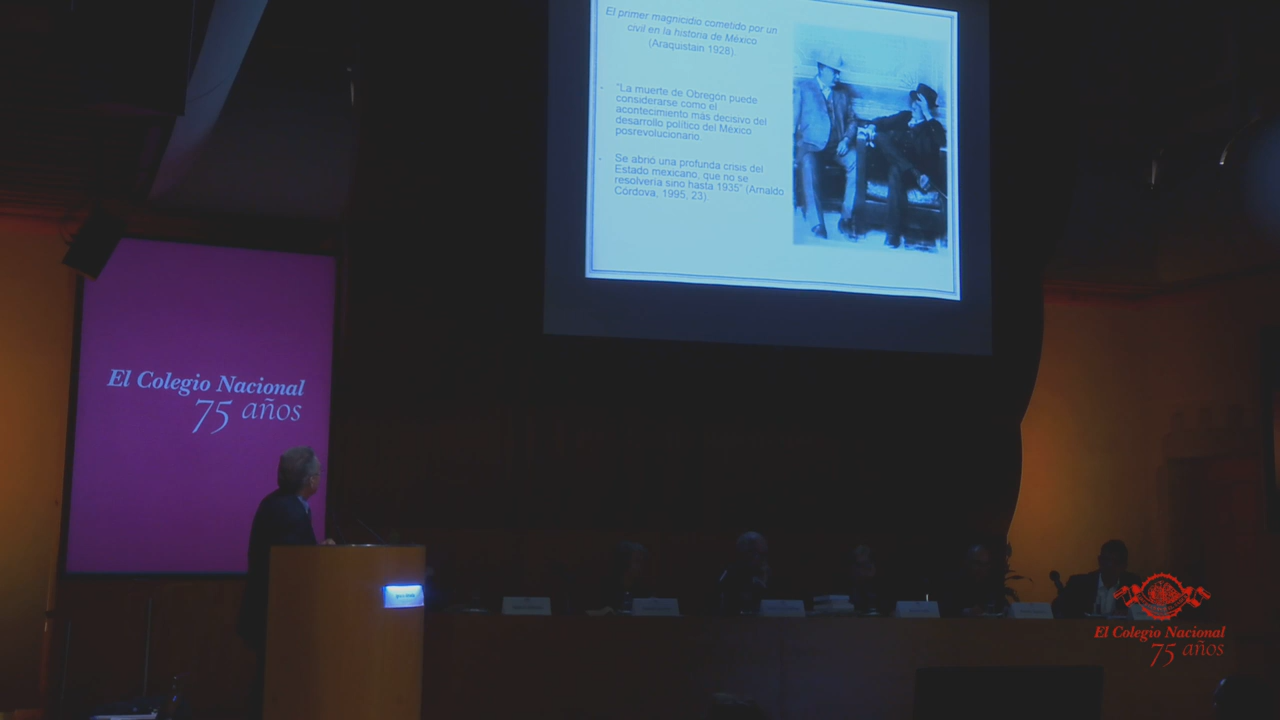 El primer magnicidio cometido por un
civil en la historia de México
(Araquistain 1928).
- "La muerte de Obregón puede
considerarse como el
acontecimiento más decisivo del
desarrollo político del México
posrevolucionario.
- Se abrió una profunda crisis del
Estado mexicano, que no se
resolvería sino hasta 1935" (Arnaldo
Córdova, 1995, 23).
El Colegio Nacional
75 años
El Colegio Nacional
75 años